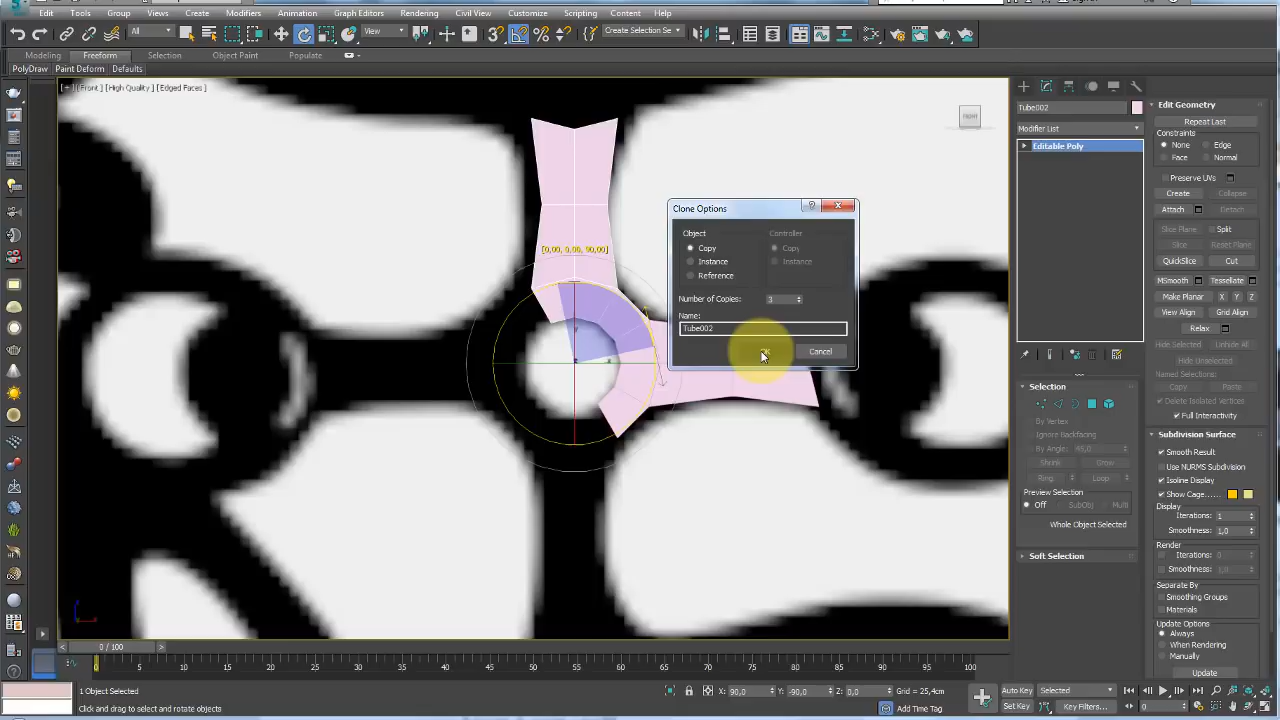 Edit Tools Group Views Create Modifiers Animation Graph Editors Rendering Civil View Customize Scripting Content Help
All View Create Selection Se
Modeling Freeform Selection Object Paint Populate
PolyDraw Paint Deform Defaults
[+] [Front] [High Quality] [Edged Faces]
FRONT
[0,00, 0,00, 90,00]
Clone Options
Object Controller
Copy Copy
Instance Instance
Reference
Number of Copies: 3
Name:
Tube002
OK Cancel
Tube002
Modifier List
Editable Poly
Selection
By Vertex
Ignore Backfacing
By Angle: 45,0
Shrink Grow
Ring Loop
Preview Selection
Off SubObj Multi
Whole Object Selected
Soft Selection
Edit Geometry
Repeat Last
Constraints
None Edge
Face Normal
Preserve UVs
Create Collapse
Attach Detach
Slice Plane Split
Slice Reset Plane
QuickSlice Cut
MSmooth Tessellate
Make Planar X Y Z
View Align Grid Align
Relax
Hide Selected Unhide All
Hide Unselected
Named Selections:
Copy Paste
Delete Isolated Vertices
Full Interactivity
Subdivision Surface
Smooth Result
Use NURMS Subdivision
Isoline Display
Show Cage......
Display
Iterations: 1
Smoothness: 1,0
Render
Iterations: 0
Smoothness: 1,0
Separate By
Smoothing Groups
Materials
Update Options
Always
When Rendering
Manually
Update
0 / 100
0 5 10 15 20 25 30 35 40 45 50 55 60 65 70 75 80 85 90 95 100
1 Object Selected X: 90,0 Y: -90,0 Z: 0,0 Grid = 25,4cm Auto Key Selected
Click and drag to select and rotate objects Add Time Tag Set Key Key Filters... 0